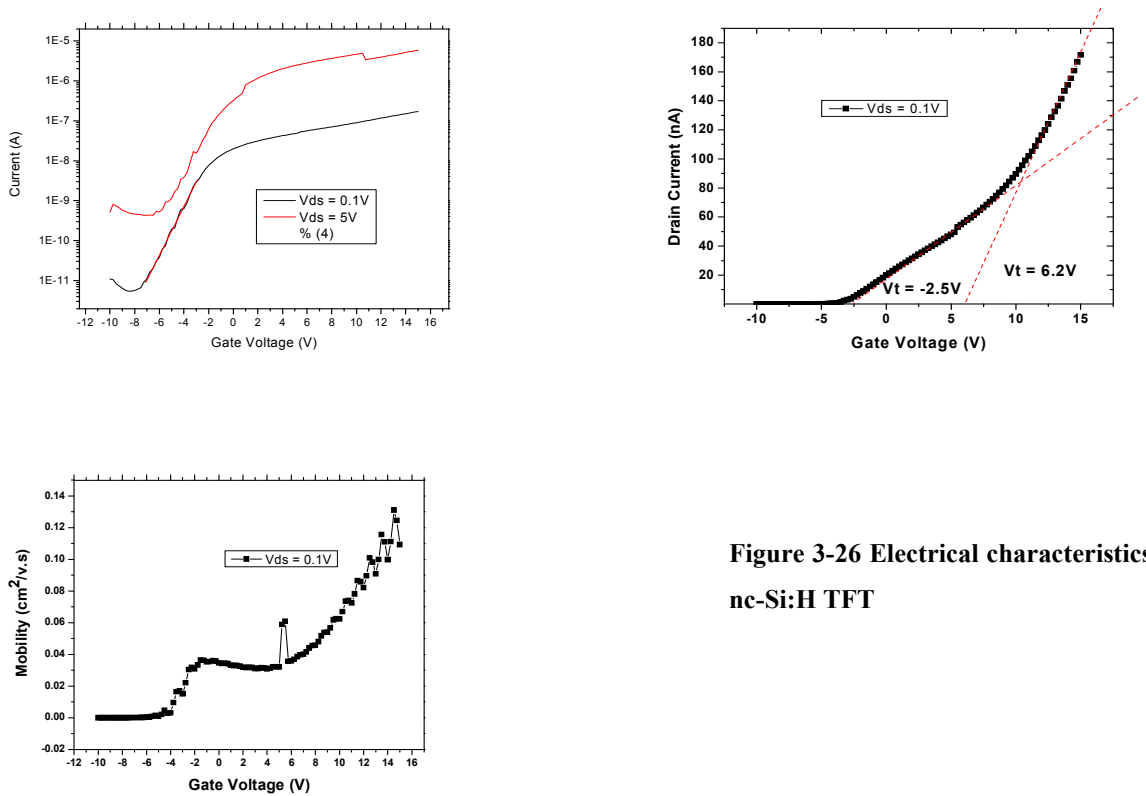 1E-5
1E-6
1E-7
1E-8
1E-9
1E-10
1E-11
Current (A)
Vds = 0.1V
Vds = 5V
% (4)
-12 -10 -8 -6 -4 -2 0 2 4 6 8 10 12 14 16
Gate Voltage (V)
180
160
140
120
100
80
60
40
20
Drain Current (nA)
Vds = 0.1V
Vt = 6.2V
Vt = -2.5V
-10 -5 0 5 10 15
Gate Voltage (V)
0.14
0.12
0.10
0.08
0.06
0.04
0.02
0.00
-0.02
Mobility (cm²/v.s)
Vds = 0.1V
-12 -10 -8 -6 -4 -2 0 2 4 6 8 10 12 14 16
Gate Voltage (V)
Figure 3-26 Electrical characteristics
nc-Si:H TFT